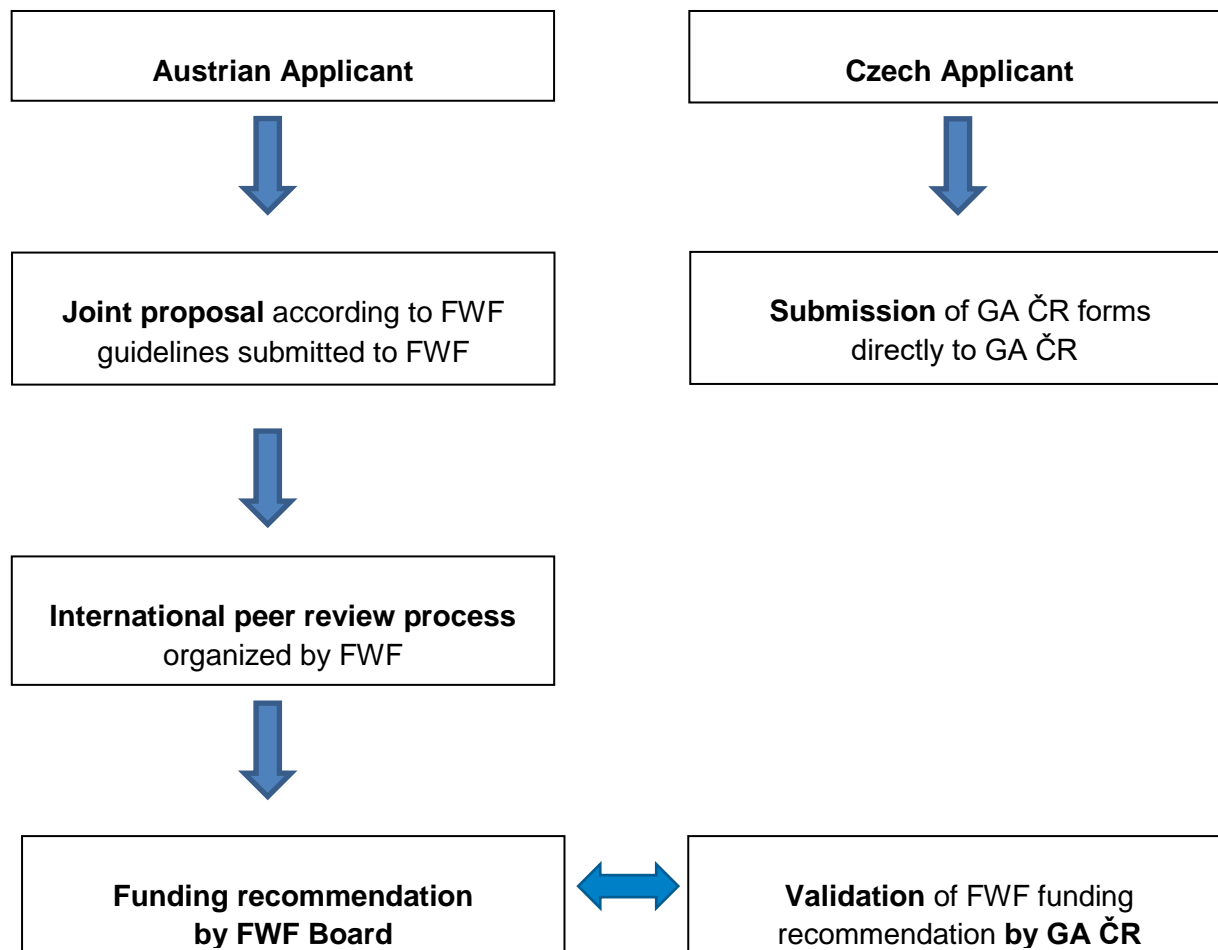 Austrian Applicant
Czech Applicant
Joint proposal according to FWF
guidelines submitted to FWF
Submission of GA ČR forms
directly to GA ČR
International peer review process
organized by FWF
Funding recommendation
by FWF Board
Validation of FWF funding
recommendation by GA ČR